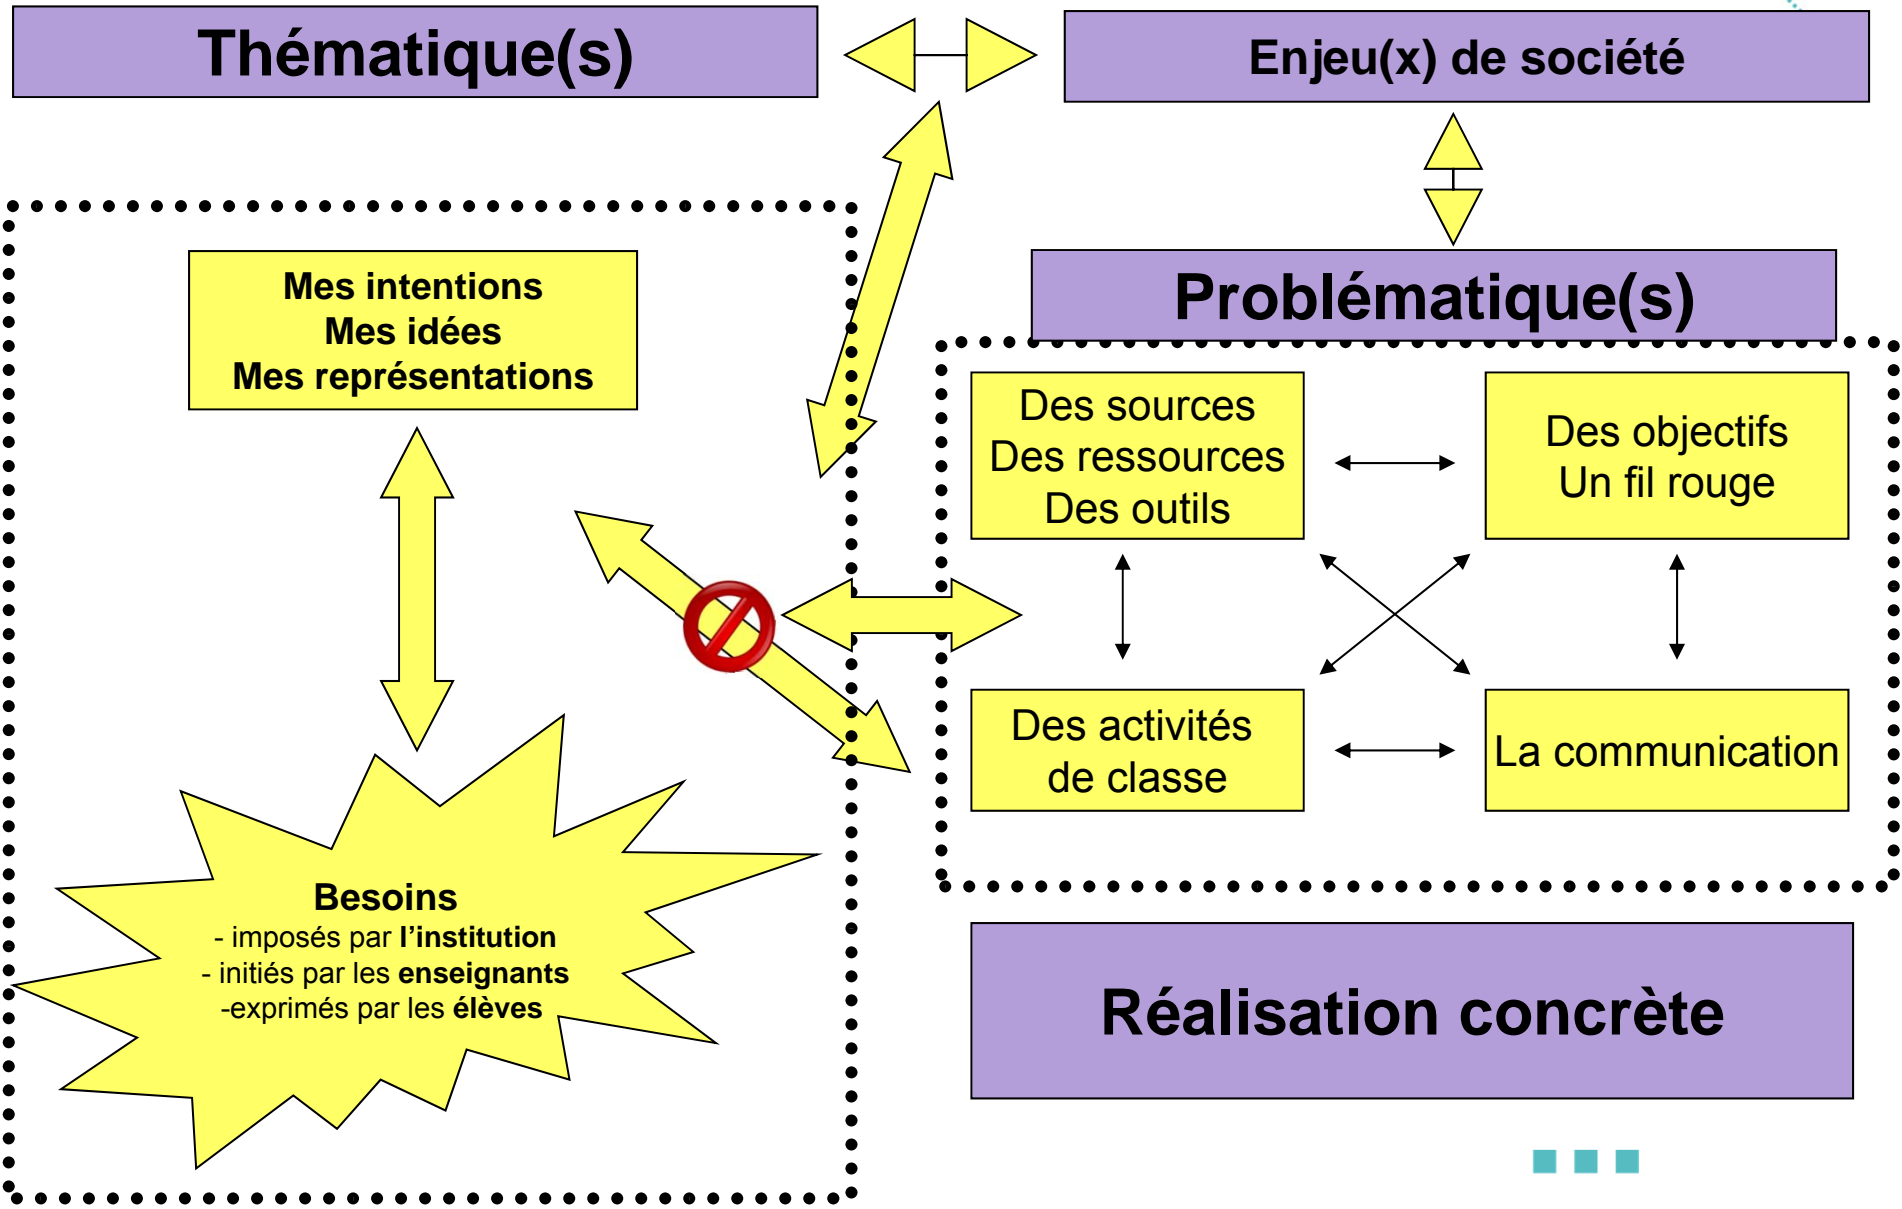 Thématique(s)
Enjeu(x) de société
Mes intentions
Mes idées
Mes représentations
Problématique(s)
Des sources
Des ressources
Des outils
Des objectifs
Un fil rouge
Des activités
de classe
La communication
Besoins
- imposés par l’institution
- initiés par les enseignants
-exprimés par les élèves
Réalisation concrète